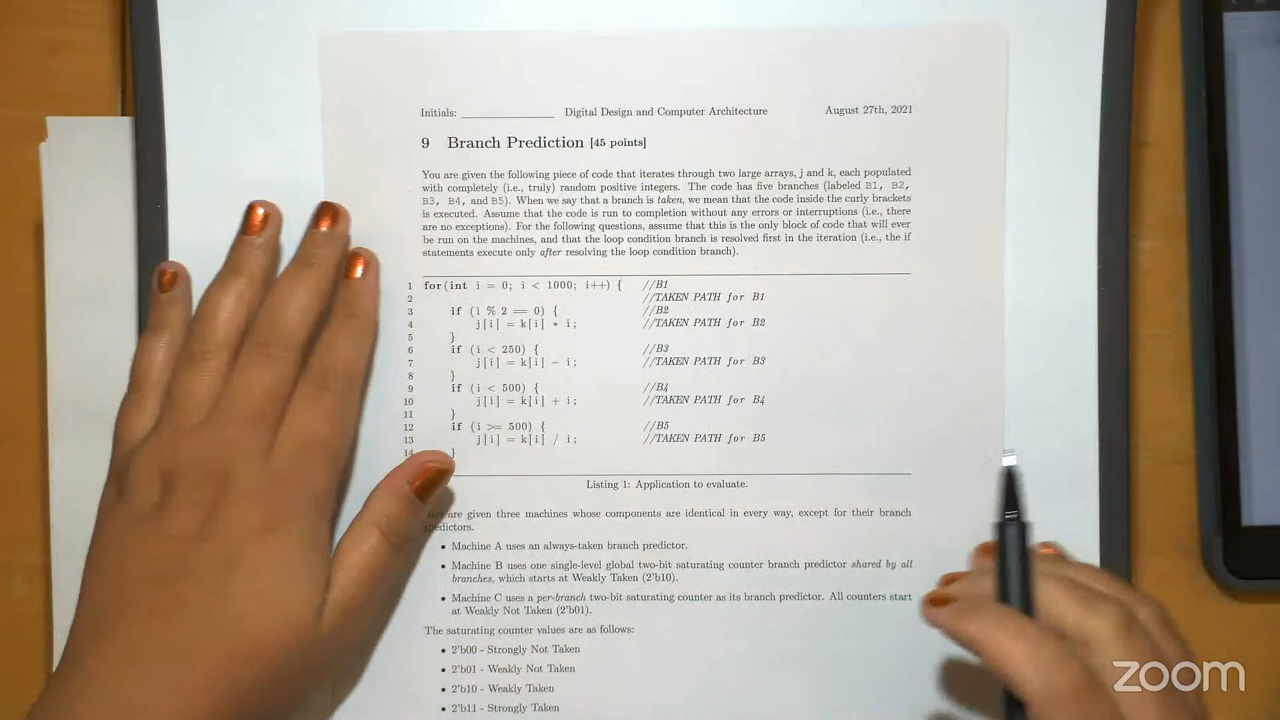 Initials: Digital Design and Computer Architecture August 27th, 2021
9 Branch Prediction [45 points]
You are given the following piece of code that iterates through two large arrays, j and k, each populated
with completely (i.e., truly) random positive integers. The code has five branches (labeled B1, B2,
B3, B4, and B5). When we say that a branch is taken, we mean that the code inside the curly brackets
is executed. Assume that the code is run to completion without any errors or interruptions (i.e., there
are no exceptions). For the following questions, assume that this is the only block of code that will ever
be run on the machines, and that the loop condition branch is resolved first in the iteration (i.e., the if
statements execute only after resolving the loop condition branch).
1 for(int i = 0; i < 1000; i++) { //B1
2 //TAKEN PATH for B1
3 if (i % 2 == 0) { //B2
4 j[i] = k[i] * i; //TAKEN PATH for B2
5 }
6 if (i < 250) { //B3
7 j[i] = k[i] - i; //TAKEN PATH for B3
8 }
9 if (i < 500) { //B4
10 j[i] = k[i] + i; //TAKEN PATH for B4
11 }
12 if (i >= 500) { //B5
13 j[i] = k[i] / i; //TAKEN PATH for B5
14 }
Listing 1: Application to evaluate.
are given three machines whose components are identical in every way, except for their branch
predictors.
• Machine A uses an always-taken branch predictor.
• Machine B uses one single-level global two-bit saturating counter branch predictor shared by all
branches, which starts at Weakly Taken (2'b10).
• Machine C uses a per-branch two-bit saturating counter as its branch predictor. All counters start
at Weakly Not Taken (2'b01).
The saturating counter values are as follows:
• 2'b00 - Strongly Not Taken
• 2'b01 - Weakly Not Taken
• 2'b10 - Weakly Taken
• 2'b11 - Strongly Taken
zoom